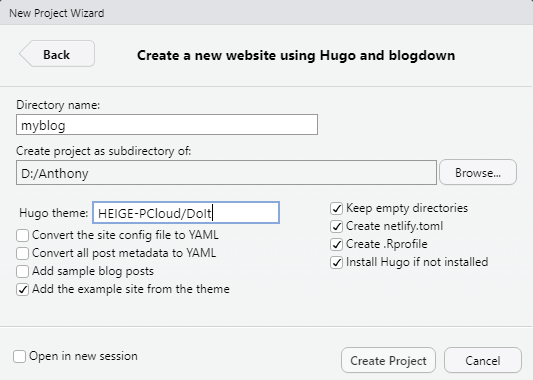 New Project Wizard
Back
Create a new website using Hugo and blogdown
Directory name:
myblog
Create project as subdirectory of:
D:/Anthony
Browse...
Hugo theme:
HEIGE-PCloud/DoIt
Convert the site config file to YAML
Convert all post metadata to YAML
Add sample blog posts
Add the example site from the theme
Keep empty directories
Create netlify.toml
Create .Rprofile
Install Hugo if not installed
Open in new session
Create Project
Cancel